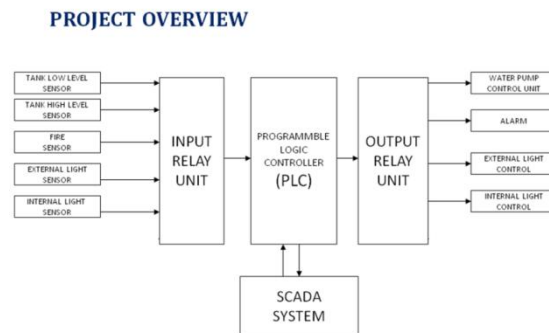 PROJECT OVERVIEW
TANK LOW LEVEL
SENSOR
TANK HIGH LEVEL
SENSOR
FIRE
SENSOR
EXTERNAL LIGHT
SENSOR
INTERNAL LIGHT
SENSOR
INPUT
RELAY
UNIT
PROGRAMMBLE
LOGIC
CONTROLLER
(PLC)
OUTPUT
RELAY
UNIT
WATER PUMP
CONTROL UNIT
ALARM
EXTERNAL LIGHT
CONTROL
INTERNAL LIGHT
CONTROL
SCADA
SYSTEM